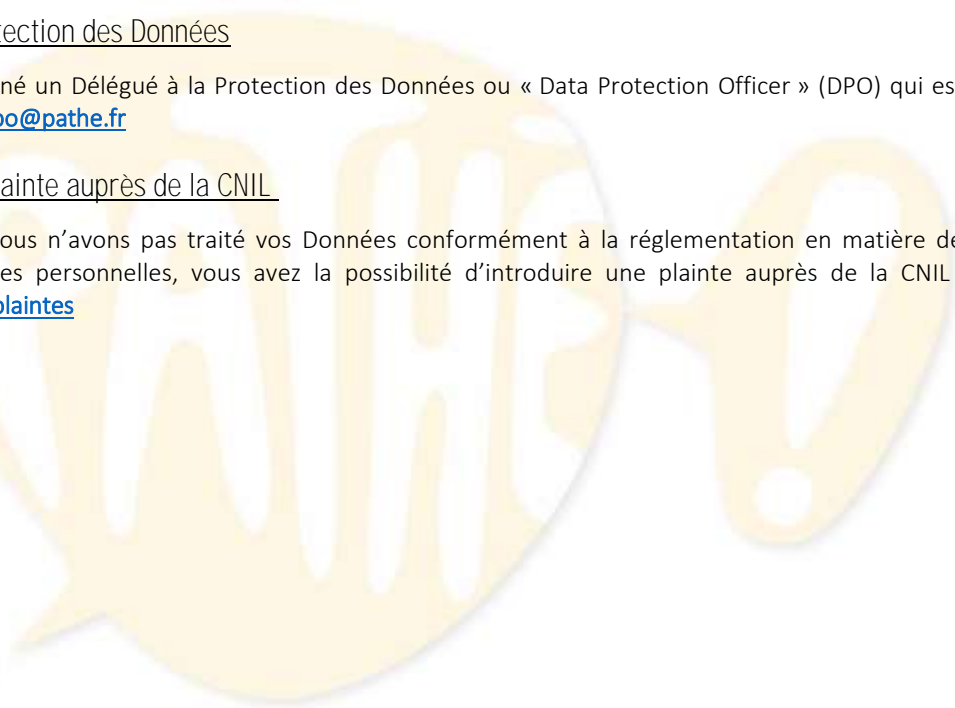 tection des Données
né un Délégué à la Protection des Données ou « Data Protection Officer » (DPO) qui es
po@pathe.fr
ainte auprès de la CNIL
ous n’avons pas traité vos Données conformément à la réglementation en matière de
es personnelles, vous avez la possibilité d’introduire une plainte auprès de la CNIL
plaintes
PATHE